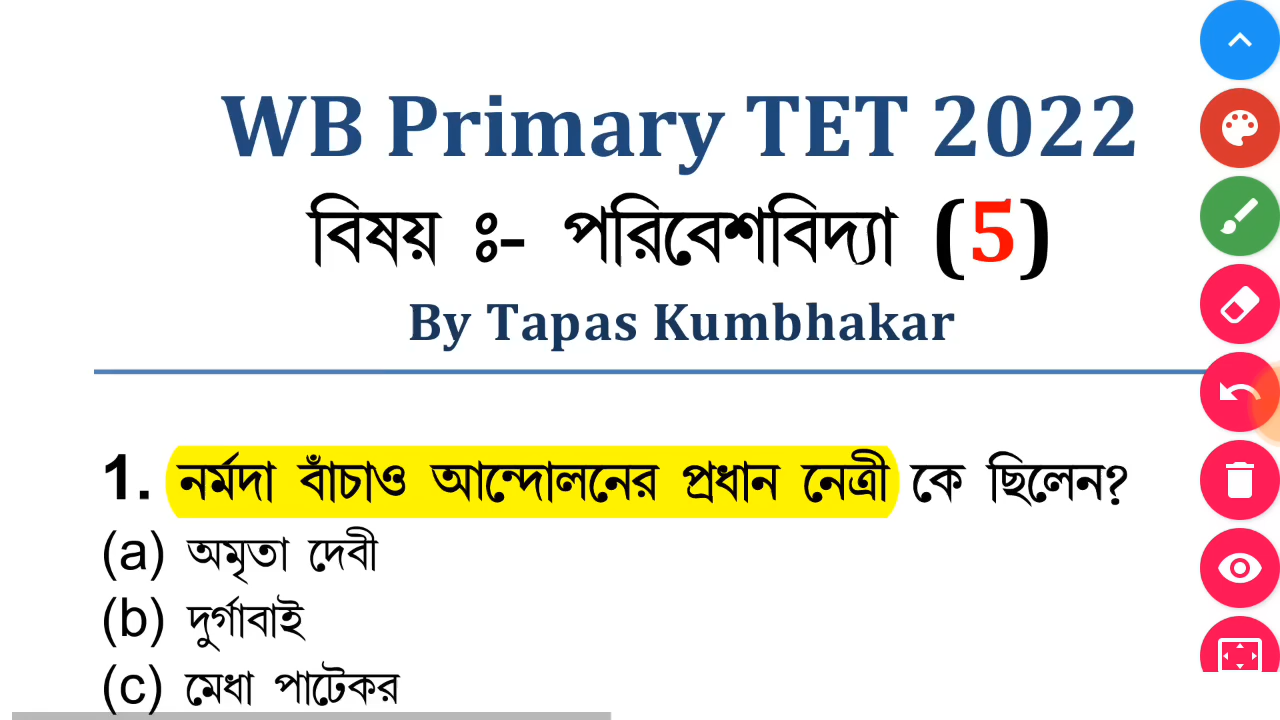 WB Primary TET 2022
বিষয় ঃ- পরিবেশবিদ্যা (5)
By Tapas Kumbhakar
1. নর্মদা বাঁচাও আন্দোলনের প্রধান নেত্রী কে ছিলেন?
(a) অমৃতা দেবী
(b) দুর্গাবাই
(c) মেধা পাটেকর